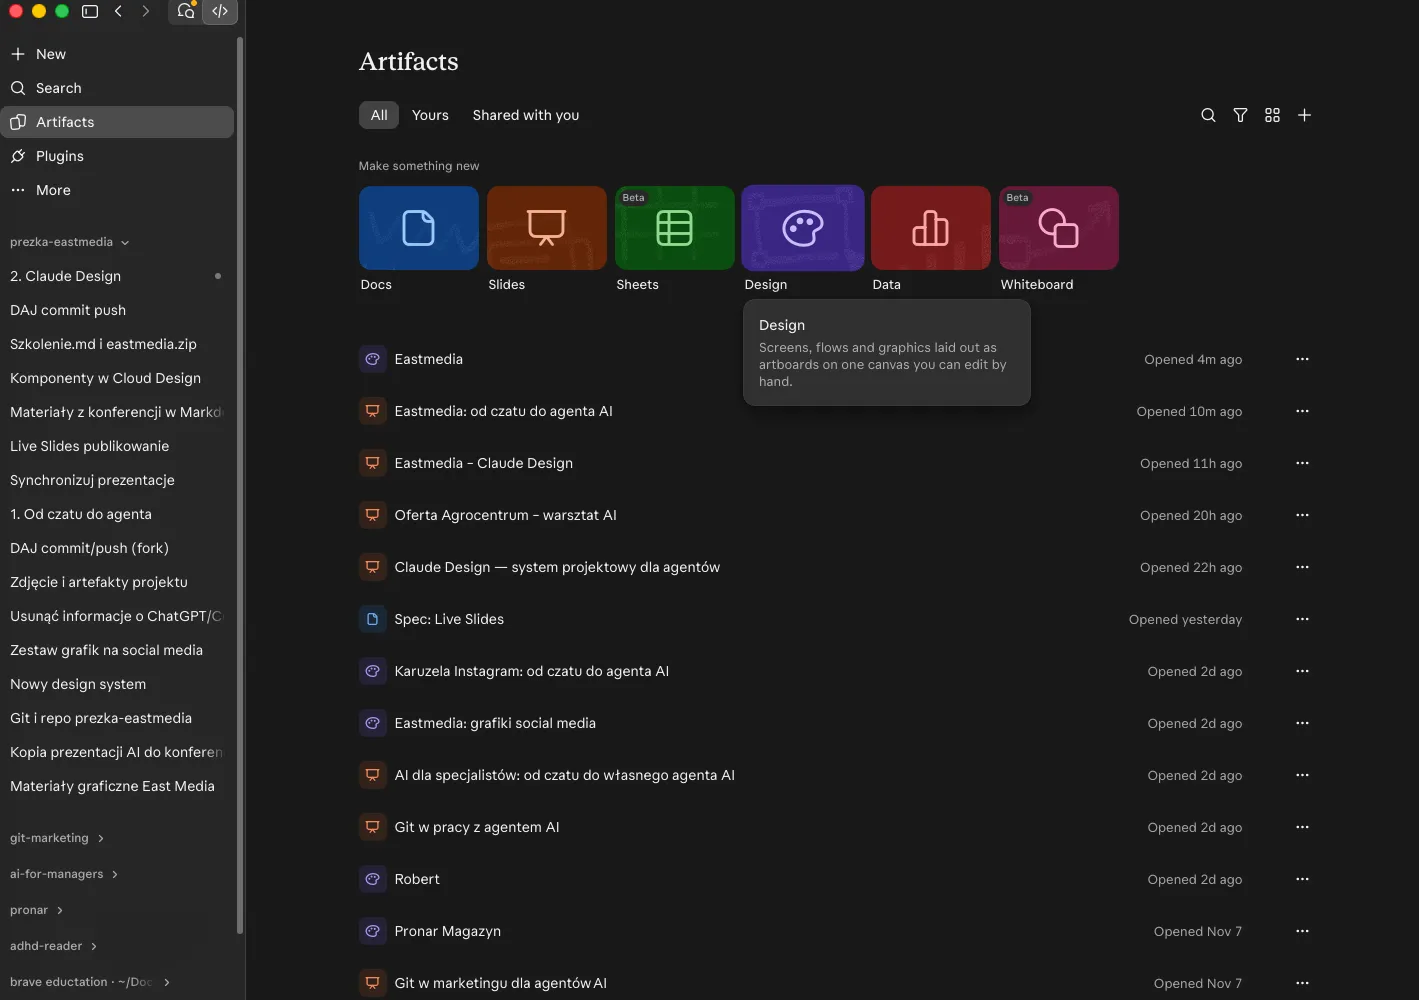 New
Search
Artifacts
Plugins
More
prezka-eastmedia
2. Claude Design
DAJ commit push
Szkolenie.md i eastmedia.zip
Komponenty w Cloud Design
Materiały z konferencji w Markd
Live Slides publikowanie
Synchronizuj prezentacje
1. Od czatu do agenta
DAJ commit/push (fork)
Zdjęcie i artefakty projektu
Usunąć informacje o ChatGPT/C
Zestaw grafik na social media
Nowy design system
Git i repo prezka-eastmedia
Kopia prezentacji AI do konferen
Materiały graficzne East Media
git-marketing
ai-for-managers
pronar
adhd-reader
brave eductation · ~/Doc
Artifacts
All Yours Shared with you
Make something new
Beta
Beta
Docs Slides Sheets Design Data Whiteboard
Design
Screens, flows and graphics laid out as
artboards on one canvas you can edit by
hand.
Eastmedia Opened 4m ago
Eastmedia: od czatu do agenta AI Opened 10m ago
Eastmedia – Claude Design Opened 11h ago
Oferta Agrocentrum – warsztat AI Opened 20h ago
Claude Design — system projektowy dla agentów Opened 22h ago
Spec: Live Slides Opened yesterday
Karuzela Instagram: od czatu do agenta AI Opened 2d ago
Eastmedia: grafiki social media Opened 2d ago
AI dla specjalistów: od czatu do własnego agenta AI Opened 2d ago
Git w pracy z agentem AI Opened 2d ago
Robert Opened 2d ago
Pronar Magazyn Opened Nov 7
Git w marketingu dla agentów AI Opened Nov 7